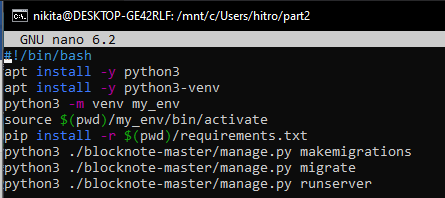 nikita@DESKTOP-GE42RLF: /mnt/c/Users/hitro/part2
GNU nano 6.2
#!/bin/bash
apt install -y python3
apt install -y python3-venv
python3 -m venv my_env
source $(pwd)/my_env/bin/activate
pip install -r $(pwd)/requirements.txt
python3 ./blocknote-master/manage.py makemigrations
python3 ./blocknote-master/manage.py migrate
python3 ./blocknote-master/manage.py runserver